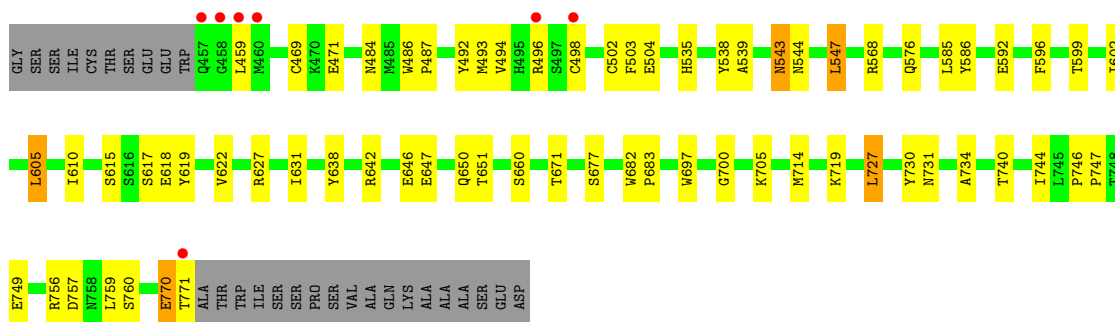 GLY SER SER ILE CYS THR SER GLU GLU TRP Q457 G458 L459 M460 C469 K470 E471 N484 M485 W486 P487 Y492 M493 V494 H495 R496 S497 C498 C502 F503 E504 H535 Y538 A539 N543 N544 L547 R568 Q576 L585 Y586 E592 F596 T599 I602
L605 I610 S615 S616 S617 E618 Y619 V622 R627 I631 Y638 R642 E646 E647 Q650 T651 S660 T671 S677 W682 P683 W697 G700 K705 M714 K719 L727 Y730 N731 A734 T740 I744 L745 P746 P747 T748
E749 R756 D757 N758 L759 S760 E770 T771 ALA THR TRP ILE SER SER PRO SER VAL ALA GLN LYS ALA ALA ALA SER GLU ASP